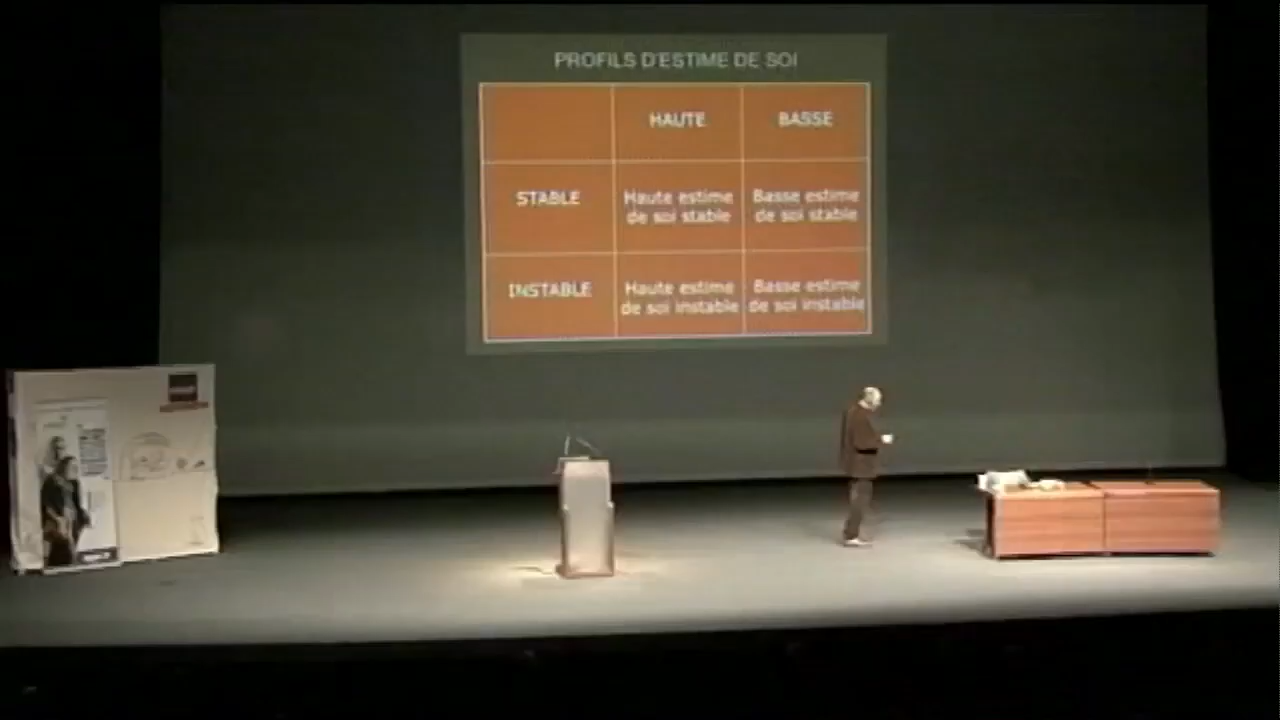 PROFILS D'ESTIME DE SOI
HAUTE
BASSE
STABLE
Haute estime
de soi stable
Basse estime
de soi stable
INSTABLE
Haute estime
de soi instable
Basse estime
de soi instable